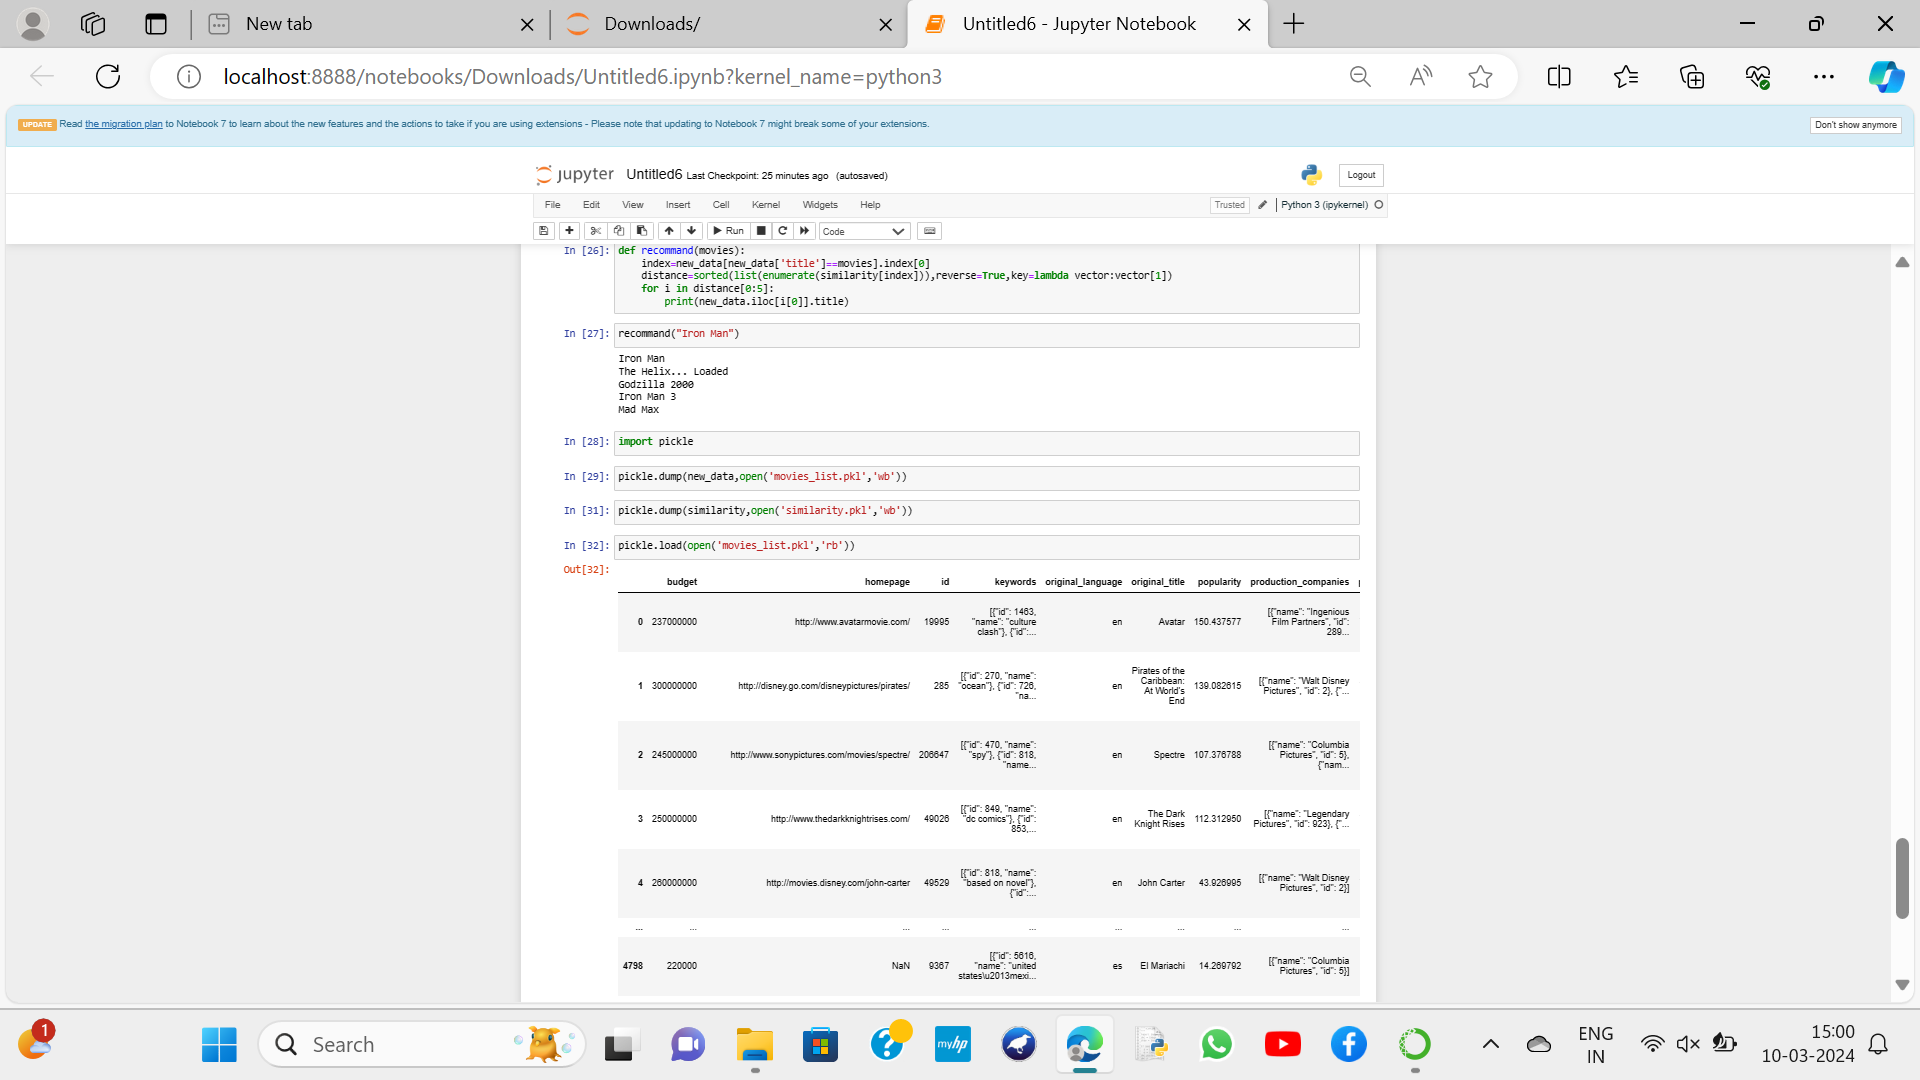 New tab
Downloads/
Untitled6 - Jupyter Notebook
localhost:8888/notebooks/Downloads/Untitled6.ipynb?kernel_name=python3
UPDATE Read the migration plan to Notebook 7 to learn about the new features and the actions to take if you are using extensions - Please note that updating to Notebook 7 might break some of your extensions.
Don't show anymore
jupyter Untitled6 Last Checkpoint: 25 minutes ago (autosaved)
Logout
File Edit View Insert Cell Kernel Widgets Help
Trusted Python 3 (ipykernel)
Run Code
In [26]: def recommand(movies):
index=new_data[new_data['title']==movies].index[0]
distance=sorted(list(enumerate(similarity[index])),reverse=True,key=lambda vector:vector[1])
for i in distance[0:5]:
print(new_data.iloc[i[0]].title)
In [27]: recommand("Iron Man")
Iron Man
The Helix... Loaded
Godzilla 2000
Iron Man 3
Mad Max
In [28]: import pickle
In [29]: pickle.dump(new_data,open('movies_list.pkl','wb'))
In [31]: pickle.dump(similarity,open('similarity.pkl','wb'))
In [32]: pickle.load(open('movies_list.pkl','rb'))
Out[32]:
budget homepage id keywords original_language original_title popularity production_companies
0 237000000 http://www.avatarmovie.com/ 19995 [{"id": 1463, "name": "culture clash"}, {"id":... en Avatar 150.437577 [{"name": "Ingenious Film Partners", "id": 289...
1 300000000 http://disney.go.com/disneypictures/pirates/ 285 [{"id": 270, "name": "ocean"}, {"id": 726, "na... en Pirates of the Caribbean: At World's End 139.082615 [{"name": "Walt Disney Pictures", "id": 2}, {"...
2 245000000 http://www.sonypictures.com/movies/spectre/ 206647 [{"id": 470, "name": "spy"}, {"id": 818, "name... en Spectre 107.376788 [{"name": "Columbia Pictures", "id": 5}, {"nam...
3 250000000 http://www.thedarkknightrises.com/ 49026 [{"id": 849, "name": "dc comics"}, {"id": 853,... en The Dark Knight Rises 112.312950 [{"name": "Legendary Pictures", "id": 923}, {"...
4 260000000 http://movies.disney.com/john-carter 49529 [{"id": 818, "name": "based on novel"}, {"id":... en John Carter 43.926995 [{"name": "Walt Disney Pictures", "id": 2}]
... ... ... ... ... ... ... ... ...
4798 220000 NaN 9367 [{"id": 5616, "name": "united states\u2013mexi... es El Mariachi 14.269792 [{"name": "Columbia Pictures", "id": 5}]
1
Search
myhp
ENG
IN
15:00
10-03-2024